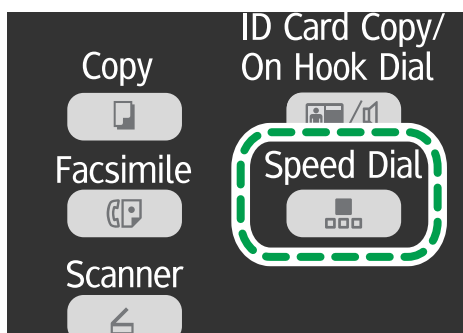 ID Card Copy/
Copy
On Hook Dial
Facsimile
Speed Dial
Scanner